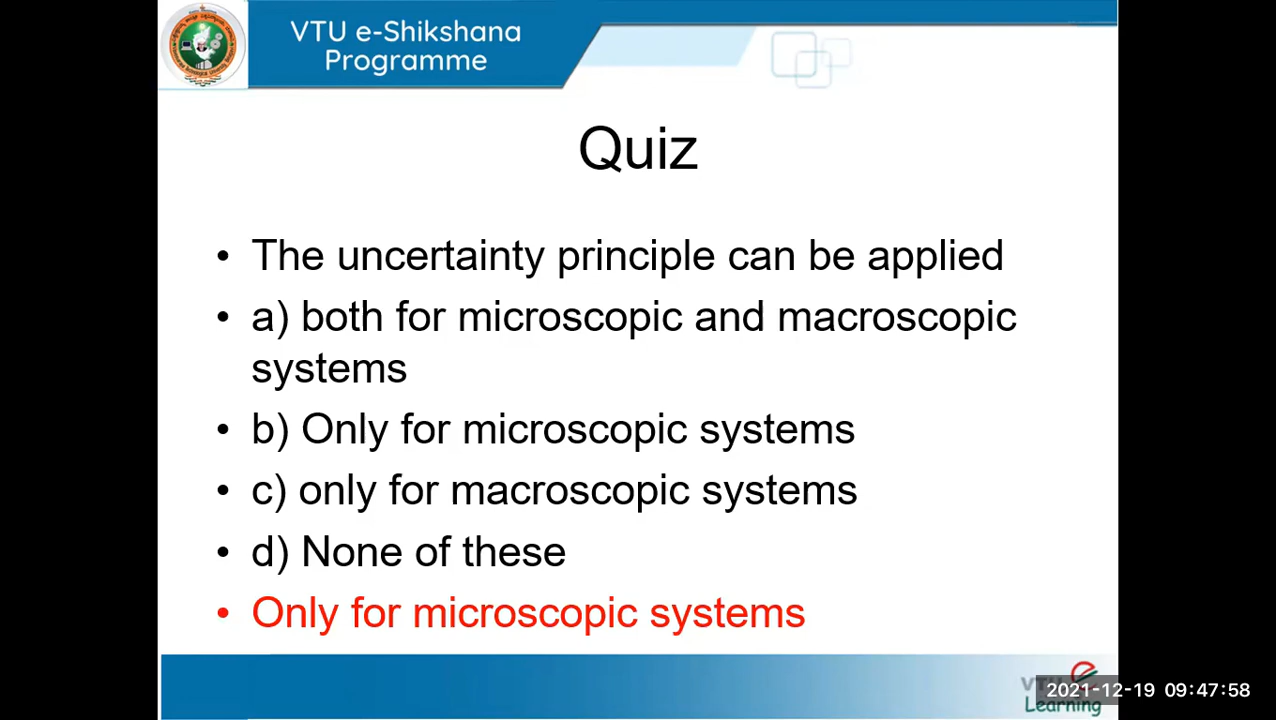 VTU e-Shikshana
Programme
Quiz
• The uncertainty principle can be applied
• a) both for microscopic and macroscopic
systems
• b) Only for microscopic systems
• c) only for macroscopic systems
• d) None of these
• Only for microscopic systems
VTU e
2021-12-19 09:47:58
Learning